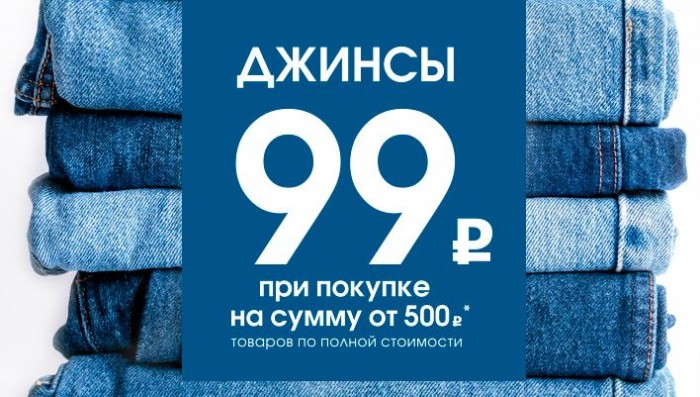 ДЖИНСЫ
99 ₽
при покупке
на сумму от 500 ₽*
товаров по полной стоимости